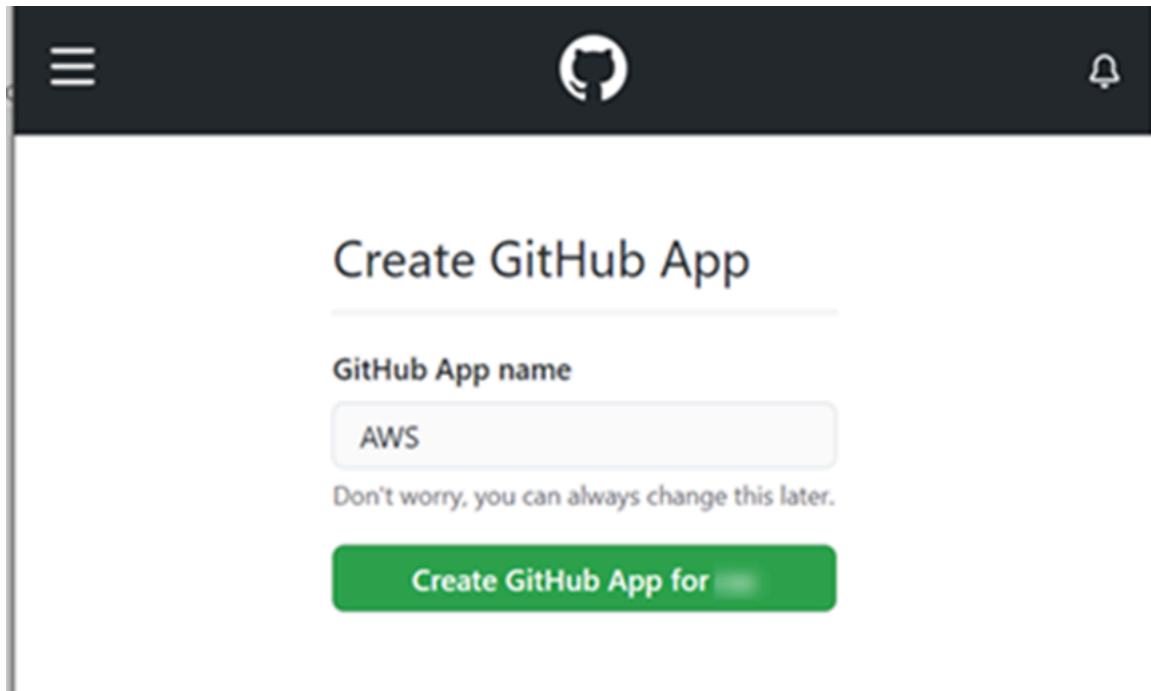 Create GitHub App
GitHub App name
AWS
Don't worry, you can always change this later.
Create GitHub App for